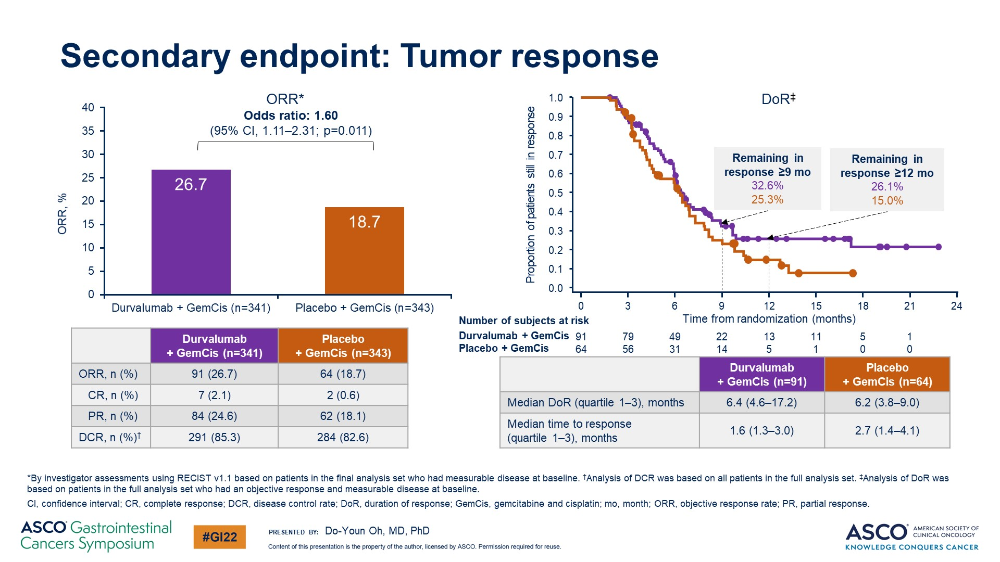 Secondary endpoint: Tumor response
ORR*
Odds ratio: 1.60
(95% CI, 1.11–2.31; p=0.011)
ORR, %
40
35
30
25
20
15
10
5
0
26.7
18.7
Durvalumab + GemCis (n=341)
Placebo + GemCis (n=343)
Durvalumab
+ GemCis (n=341)
Placebo
+ GemCis (n=343)
ORR, n (%) 91 (26.7) 64 (18.7)
CR, n (%) 7 (2.1) 2 (0.6)
PR, n (%) 84 (24.6) 62 (18.1)
DCR, n (%)† 291 (85.3) 284 (82.6)
DoR‡
Proportion of patients still in response
1.0
0.9
0.8
0.7
0.6
0.5
0.4
0.3
0.2
0.1
0.0
Remaining in
response ≥9 mo
32.6%
25.3%
Remaining in
response ≥12 mo
26.1%
15.0%
0 3 6 9 12 15 18 21 24
Time from randomization (months)
Number of subjects at risk
Durvalumab + GemCis 91 79 49 22 13 11 5 1
Placebo + GemCis 64 56 31 14 5 1 0 0
Durvalumab
+ GemCis (n=91)
Placebo
+ GemCis (n=64)
Median DoR (quartile 1–3), months 6.4 (4.6–17.2) 6.2 (3.8–9.0)
Median time to response
(quartile 1–3), months 1.6 (1.3–3.0) 2.7 (1.4–4.1)
*By investigator assessments using RECIST v1.1 based on patients in the final analysis set who had measurable disease at baseline. †Analysis of DCR was based on all patients in the full analysis set. ‡Analysis of DoR was
based on patients in the full analysis set who had an objective response and measurable disease at baseline.
CI, confidence interval; CR, complete response; DCR, disease control rate; DoR, duration of response; GemCis, gemcitabine and cisplatin; mo, month; ORR, objective response rate; PR, partial response.
ASCO Gastrointestinal
Cancers Symposium
#GI22
PRESENTED BY: Do-Youn Oh, MD, PhD
Content of this presentation is the property of the author, licensed by ASCO. Permission required for reuse.
ASCO AMERICAN SOCIETY OF
CLINICAL ONCOLOGY
KNOWLEDGE CONQUERS CANCER